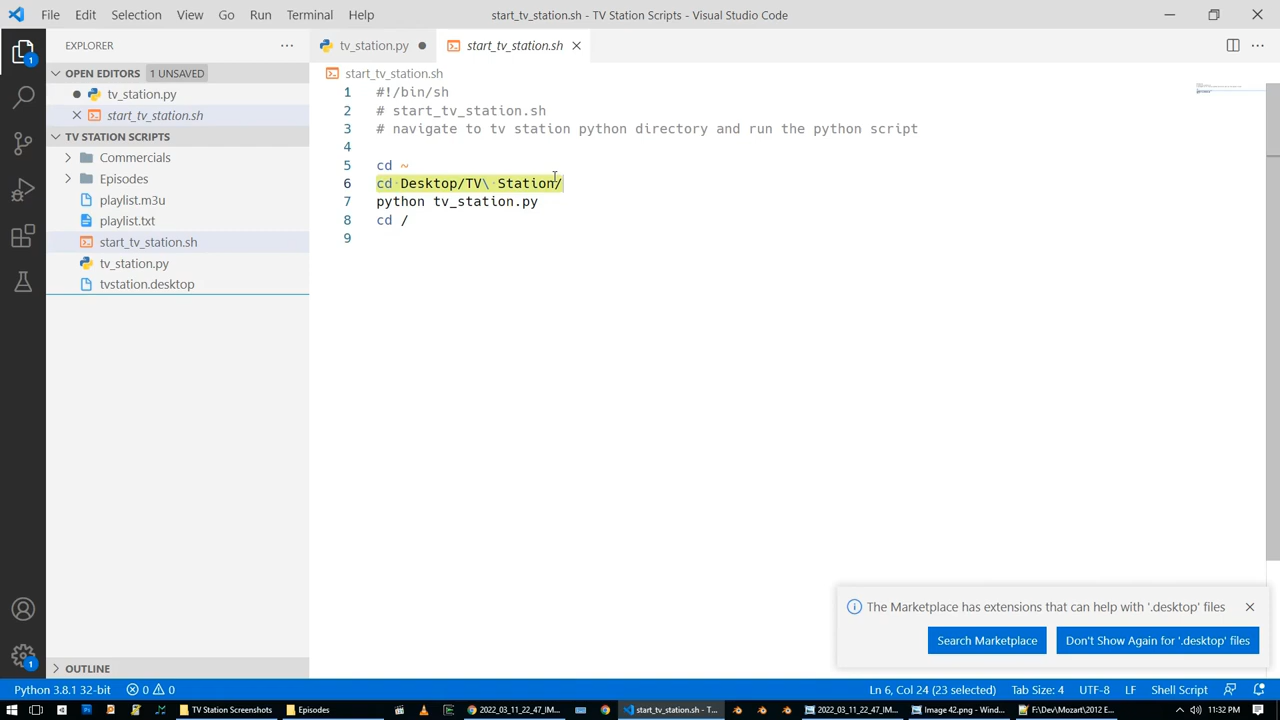 File Edit Selection View Go Run Terminal Help
start_tv_station.sh - TV Station Scripts - Visual Studio Code
EXPLORER
tv_station.py
start_tv_station.sh
OPEN EDITORS 1 UNSAVED
tv_station.py
start_tv_station.sh
TV STATION SCRIPTS
Commercials
Episodes
playlist.m3u
playlist.txt
start_tv_station.sh
tv_station.py
tvstation.desktop
OUTLINE
start_tv_station.sh
1 #!/bin/sh
2 # start_tv_station.sh
3 # navigate to tv station python directory and run the python script
4
5 cd ~
6 cd Desktop/TV\ Station/
7 python tv_station.py
8 cd /
9
The Marketplace has extensions that can help with '.desktop' files
Search Marketplace Don't Show Again for '.desktop' files
1
1
Python 3.8.1 32-bit 0 0 Ln 6, Col 24 (23 selected) Tab Size: 4 UTF-8 LF Shell Script
TV Station Screenshots Episodes 2022_03_11_22_47_IM... start_tv_station.sh - T... 2022_03_11_22_47_IM... Image 42.png - Wind... F:\Dev\Mozart\2012 E... 11:32 PM